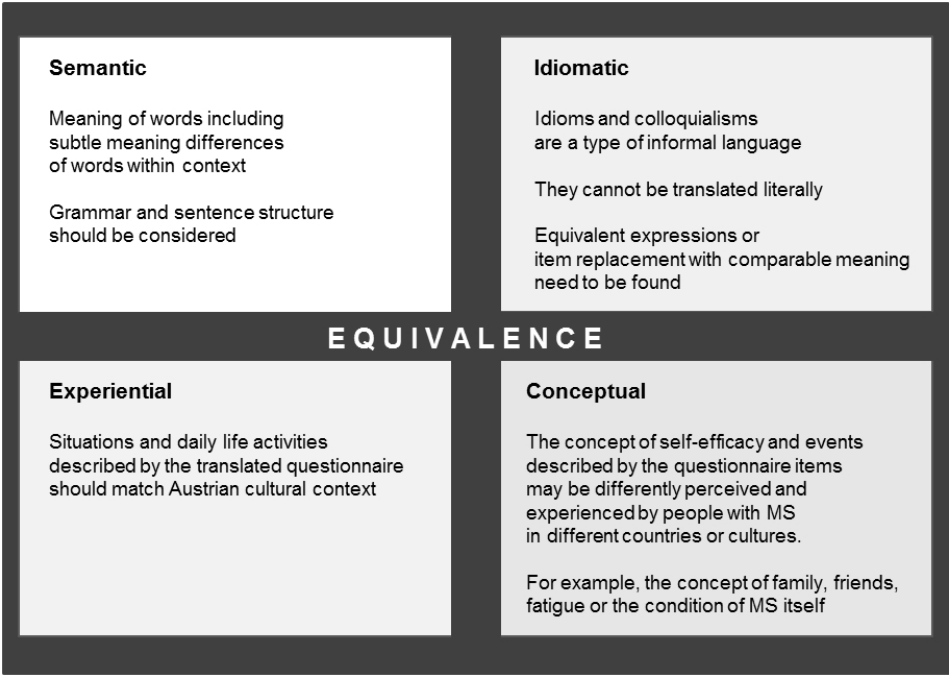 Semantic
Meaning of words including
subtle meaning differences
of words within context
Grammar and sentence structure
should be considered
Idiomatic
Idioms and colloquialisms
are a type of informal language
They cannot be translated literally
Equivalent expressions or
item replacement with comparable meaning
need to be found
EQUIVALENCE
Experiential
Situations and daily life activities
described by the translated questionnaire
should match Austrian cultural context
Conceptual
The concept of self-efficacy and events
described by the questionnaire items
may be differently perceived and
experienced by people with MS
in different countries or cultures.
For example, the concept of family, friends,
fatigue or the condition of MS itself